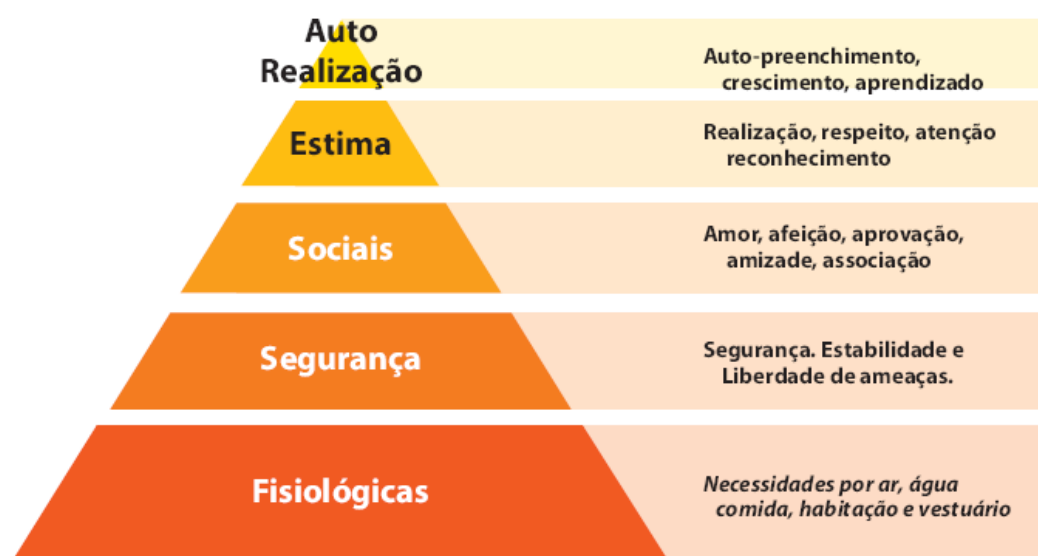 Auto
Realização
Auto-preenchimento,
crescimento, aprendizado
Estima
Realização, respeito, atenção
reconhecimento
Sociais
Amor, afeição, aprovação,
amizade, associação
Segurança
Segurança. Estabilidade e
Liberdade de ameaças.
Fisiológicas
Necessidades por ar, água
comida, habitação e vestuário